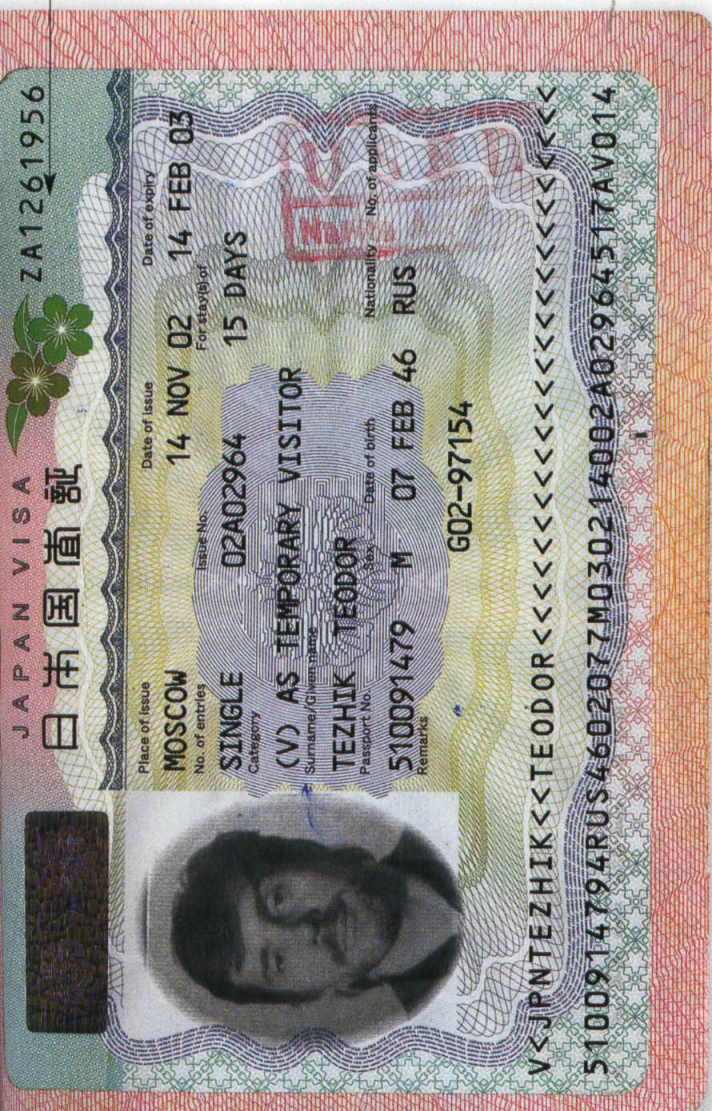 JAPAN VISA
日本国査証
ZA1261956
Place of issue Date of issue Date of expiry
MOSCOW 14 NOV 02 14 FEB 03
No. of entries Issue No. For stay(s) of
SINGLE 02A02964 15 DAYS
Category
(V) AS TEMPORARY VISITOR
Surname/Given name
TEZHIK TEODOR
Passport No. Sex Date of birth Nationality No. of applicants
510091479 M 07 FEB 46 RUS
Remarks
G02-97154
V<JPNTEZHIK<<TEODOR<<<<<<<<<<<<<<<<<<<<<<<<<
5100914794RUS4602077M030214002A02964517AV014